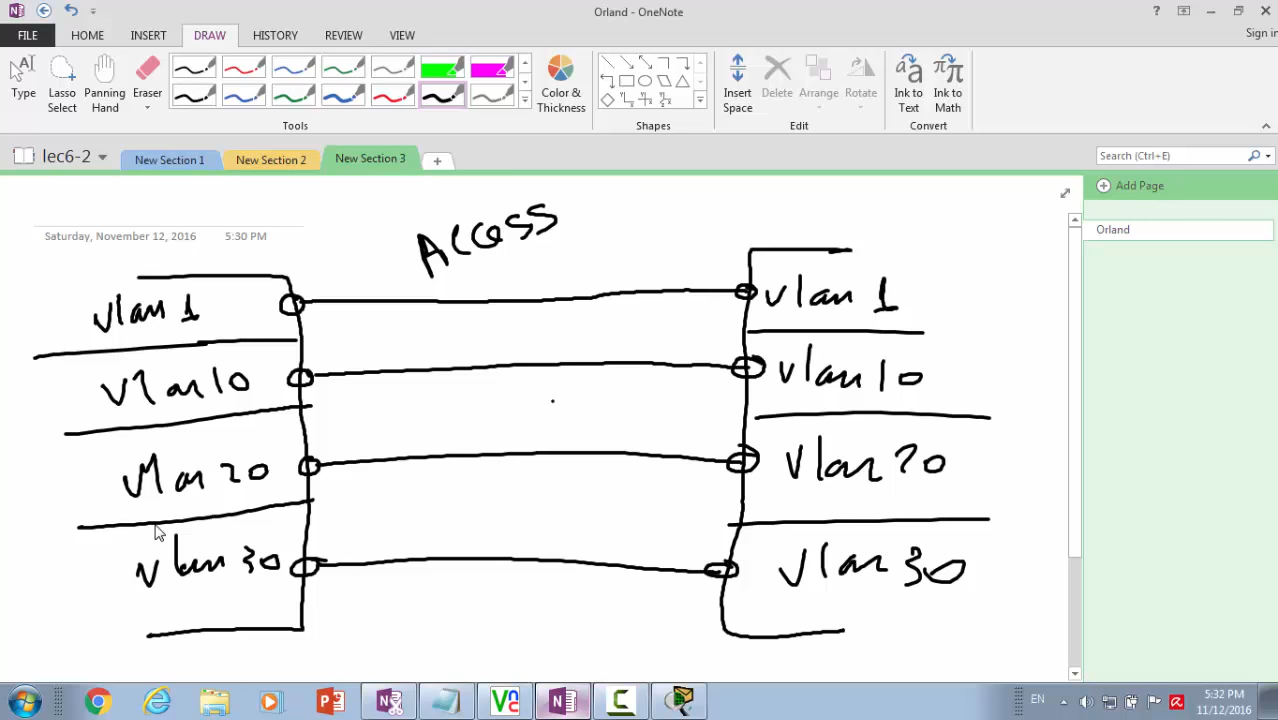 Orland - OneNote
FILE HOME INSERT DRAW HISTORY REVIEW VIEW
Sign in
Type
Lasso Select
Panning Hand
Eraser
Color & Thickness
Insert Space
Delete
Arrange
Rotate
Ink to Text
Ink to Math
Tools
Shapes
Edit
Convert
lec6-2
New Section 1
New Section 2
New Section 3
Search (Ctrl+E)
Add Page
Orland
Saturday, November 12, 2016 5:30 PM
Access
vlan 1
vlan 10
vlan 20
vlan 30
vlan 1
vlan 10
vlan 20
vlan 30
EN
5:32 PM
11/12/2016